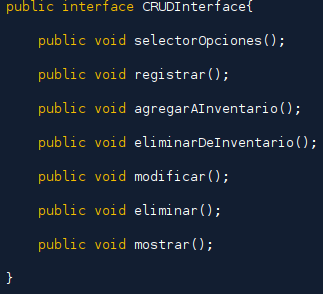 public interface CRUDInterface{
public void selectorOpciones();
public void registrar();
public void agregarAInventario();
public void eliminarDeInventario();
public void modificar();
public void eliminar();
public void mostrar();
}